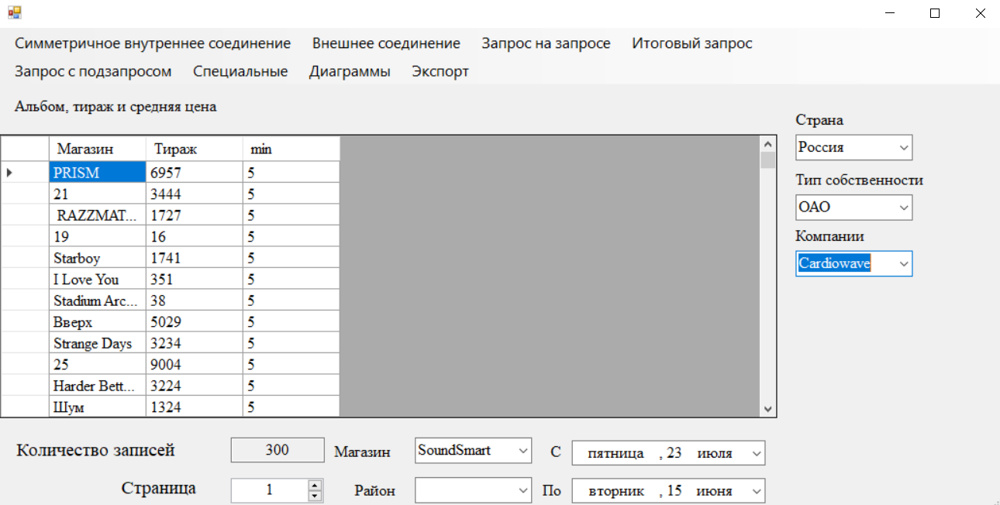 Симметричное внутреннее соединение Внешнее соединение Запрос на запросе Итоговый запрос
Запрос с подзапросом Специальные Диаграммы Экспорт
Альбом, тираж и средняя цена
Страна
Россия
Тип собственности
ОАО
Компании
Cardiowave
Магазин Тираж min
PRISM 6957 5
21 3444 5
RAZZMAT... 1727 5
19 16 5
Starboy 1741 5
I Love You 351 5
Stadium Arc... 38 5
Вверх 5029 5
Strange Days 3234 5
25 9004 5
Harder Bett... 3224 5
Шум 1324 5
Количество записей 300 Магазин SoundSmart С пятница , 23 июля
Страница 1 Район По вторник , 15 июня